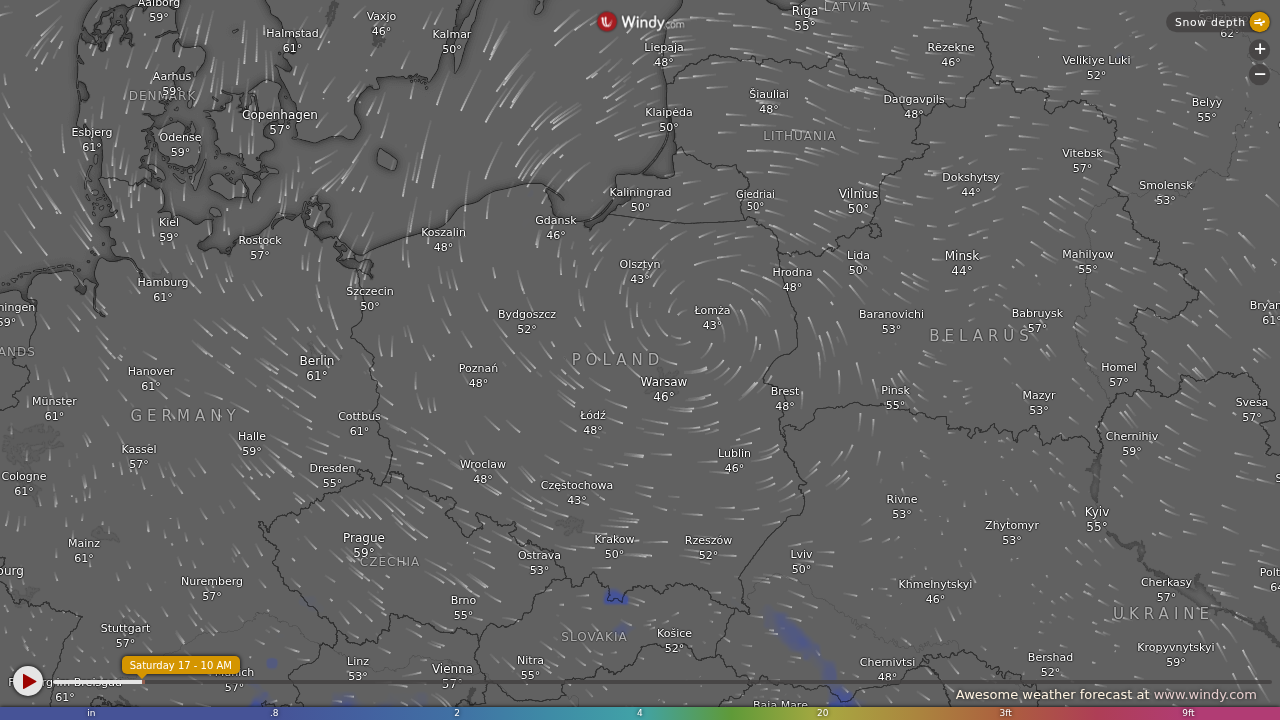 Aalborg
59°
Vaxjo
46°
Halmstad
61°
Kalmar
50°
Windy.com
Riga
55°
LATVIA
Snow depth
62°
Liepaja
48°
Rēzekne
46°
Velikiye Luki
52°
Aarhus
59°
DENMARK
Copenhagen
57°
Šiauliai
48°
Daugavpils
48°
Belyy
55°
Klaipėda
50°
Esbjerg
61°
Odense
59°
LITHUANIA
Vitebsk
57°
Dokshytsy
44°
Smolensk
53°
Kaliningrad
50°
Giedriai
50°
Vilnius
50°
Kiel
59°
Rostock
57°
Koszalin
48°
Gdansk
46°
Olsztyn
43°
Hrodna
48°
Lida
50°
Minsk
44°
Mahilyow
55°
Hamburg
61°
Szczecin
50°
Bydgoszcz
52°
Łomża
43°
Baranovichi
53°
Babruysk
57°
BELARUS
POLAND
Berlin
61°
Hanover
61°
Poznań
48°
Warsaw
46°
Brest
48°
Pinsk
55°
Homel
57°
Mazyr
53°
Svesa
57°
Münster
61°
GERMANY
Cottbus
61°
Łódź
48°
Halle
59°
Kassel
57°
Chernihiv
59°
Lublin
46°
Dresden
55°
Wroclaw
48°
Częstochowa
43°
Cologne
61°
Rivne
53°
Kyiv
55°
Zhytomyr
53°
Mainz
61°
Prague
59°
CZECHIA
Ostrava
53°
Krakow
50°
Rzeszów
52°
Lviv
50°
Nuremberg
57°
Khmelnytskyi
46°
Cherkasy
57°
UKRAINE
Brno
55°
Stuttgart
57°
SLOVAKIA
Košice
52°
Kropyvnytskyi
59°
Bershad
52°
Chernivtsi
48°
Saturday 17 - 10 AM
57°
Linz
53°
Vienna
57°
Nitra
55°
61°
Baia Mare
Awesome weather forecast at www.windy.com
in .8 2 4 20 3ft 9ft